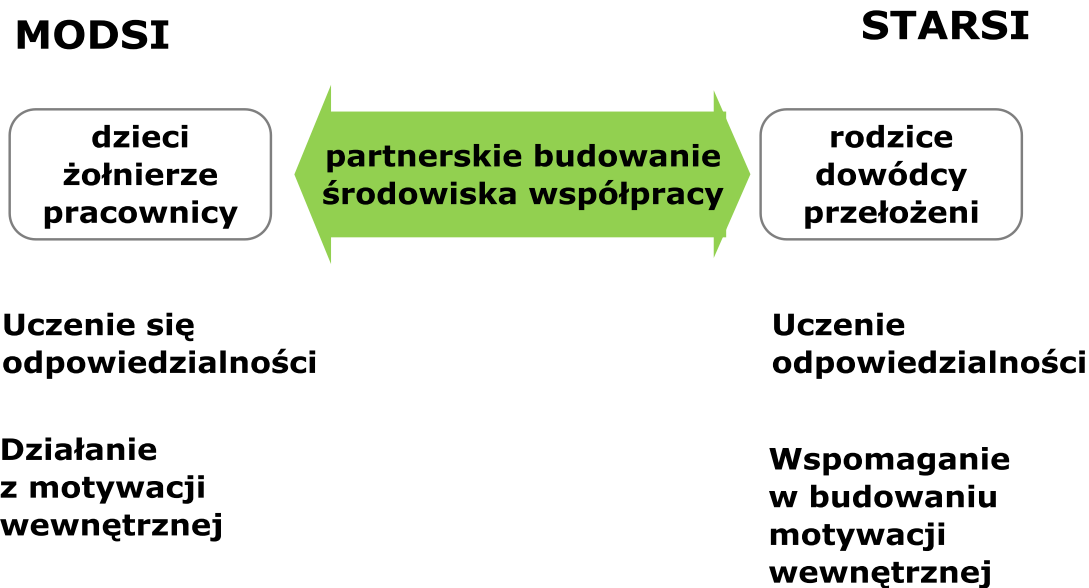 MODSI
STARSI
dzieci
żołnierze
pracownicy
partnerskie budowanie
środowiska współpracy
rodzice
dowódcy
przełożeni
Uczenie się
odpowiedzialności
Uczenie
odpowiedzialności
Działanie
z motywacji
wewnętrznej
Wspomaganie
w budowaniu
motywacji
wewnętrznej